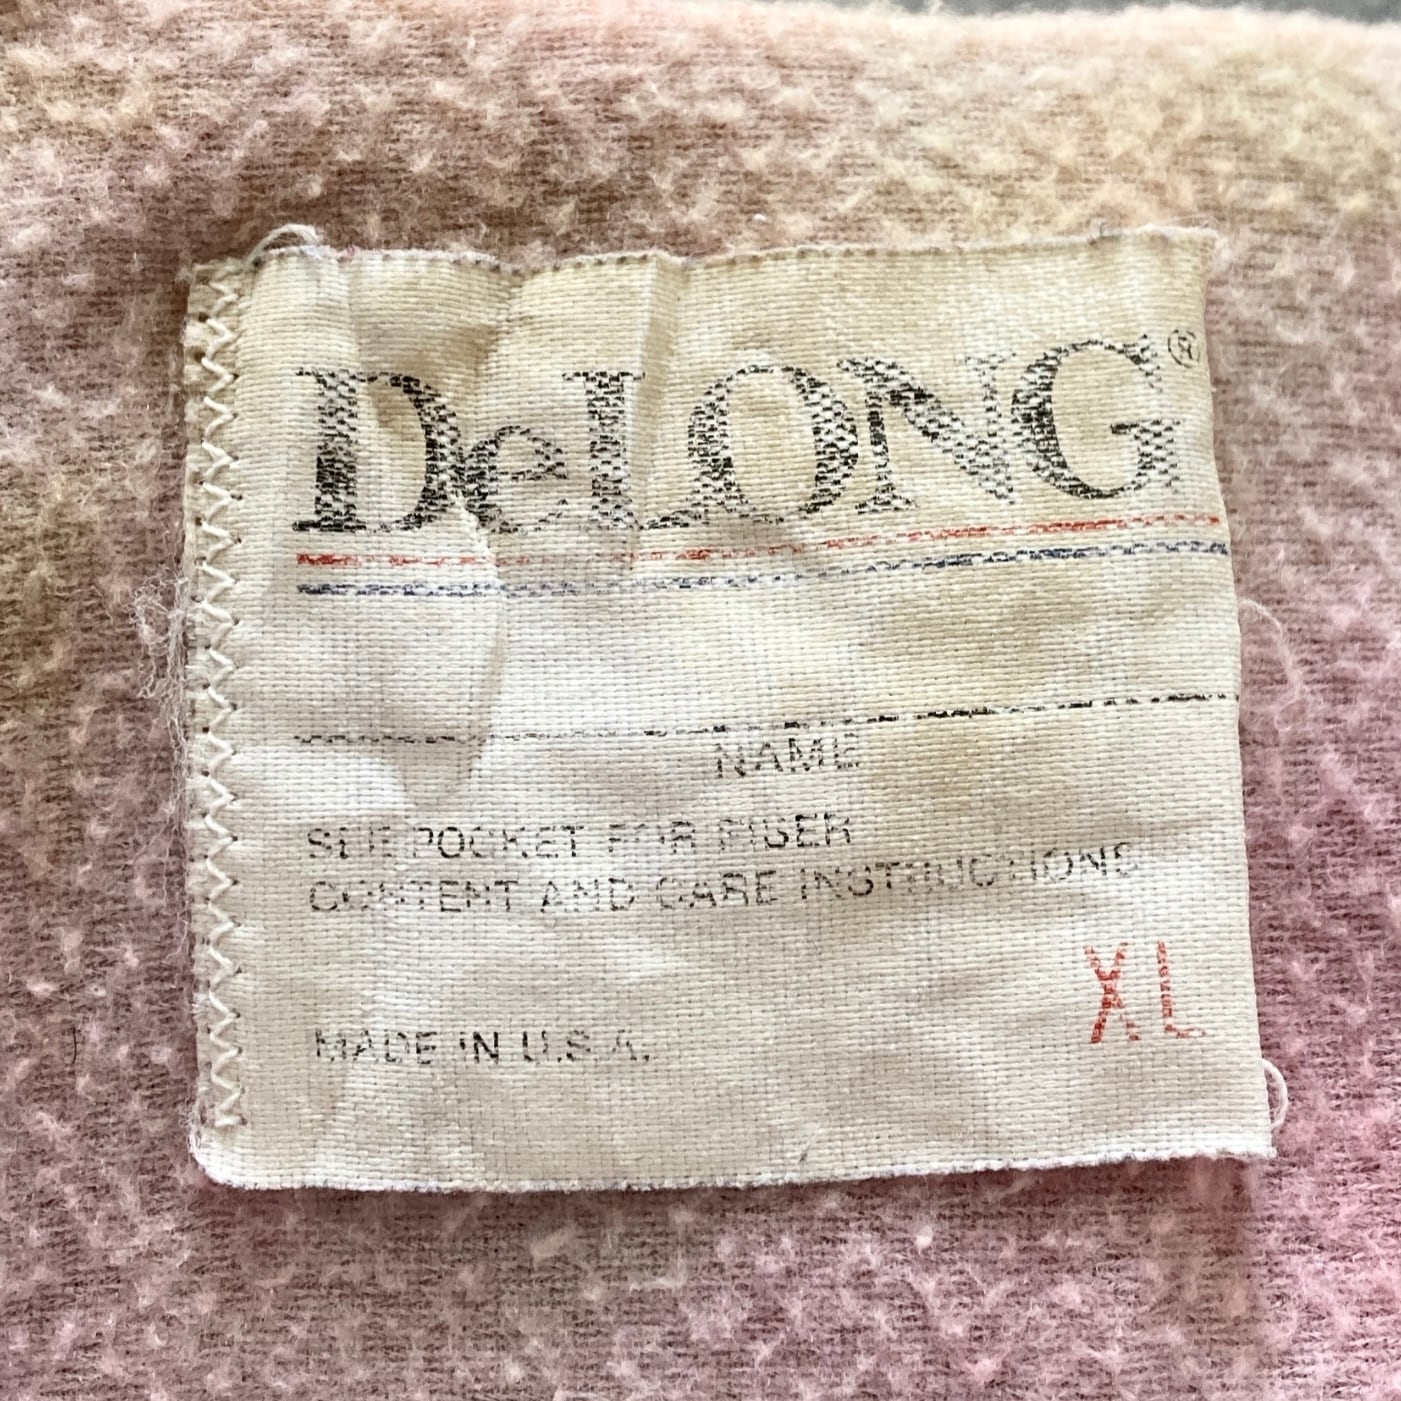 DeLONG®
NAME
SEE POCKET FOR FIBER
CONTENT AND CARE INSTRUCTIONS
XL
MADE IN U.S.A.